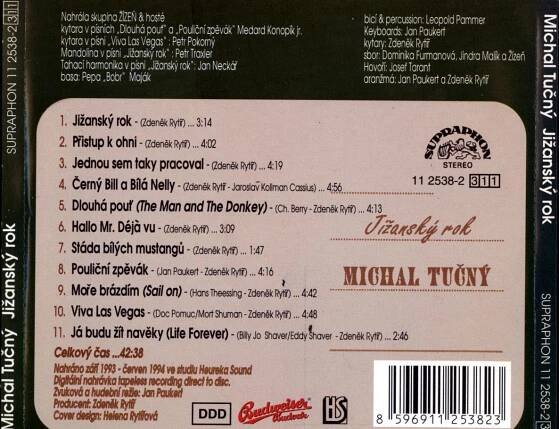 Nahrála skupina ŽÍZEŇ & hosté
kytara v písních „Dlouhá pouť" a „Pouliční zpěvák" Medard Konopík jr.
kytara v písni „Viva Las Vegas" : Petr Pokorný
Mandolína v písni „Jižanský rok" : Petr Traxler
Tahací harmonika v písni „Jižanský rok" : Jan Neckář
basa: Pepa „Bobr" Maják
bicí & percussion: Leopold Pammer
Keyboards: Jan Paukert
kytary: Zdeněk Rytíř
sbor: Dominika Furmanová, Jindra Malík a Žízeň
Hovoří: Josef Tarant
aranžmá: Jan Paukert a Zdeněk Rytíř
1. Jižanský rok - (Zdeněk Rytíř) ... 3:14
2. Přistup k ohni - (Zdeněk Rytíř) ... 4:02
3. Jednou sem taky pracoval - (Zdeněk Rytíř) ... 4:19
4. Černý Bill a Bílá Nelly - (Zdeněk Rytíř - Jaroslav Kollman Cassius) ... 4:56
5. Dlouhá pouť (The Man and The Donkey) - (Ch. Berry - Zdeněk Rytíř) ... 4:13
6. Hallo Mr. Déjà vu - (Zdeněk Rytíř) ... 3:09
7. Stáda bílých mustangů - (Zdeněk Rytíř) ... 1:47
8. Pouliční zpěvák - (Jan Paukert - Zdeněk Rytíř) ... 4:16
9. Moře brázdím (Sail on) - (Hans Theessing - Zdeněk Rytíř) ... 4:42
10. Viva Las Vegas - (Doc Pomuc/Mort Shuman - Zdeněk Rytíř) ... 4:48
11. Já budu žít navěky (Life Forever) - (Billy Jo Shaver/Eddy Shaver - Zdeněk Rytíř) ... 2:46
Celkový čas ...42:38
Nahráno září 1993 - červen 1994 ve studiu Heureka Sound
Digitální nahrávka tapeless recording direct to disc.
Zvuková a hudební režie: Jan Paukert
Producent: Zdeněk Rytíř
Cover design: Helena Rytířová
SUPRAPHON
STEREO
11 2538-2 311
Jižanský rok
MICHAL TUČNÝ
DDD
Budweiser
Budvar
HS
8 596911 253823
Michal Tučný Jižanský rok SUPRAPHON 11 2538-2 311
Michal Tučný Jižanský rok SUPRAPHON 11 2538-2 311